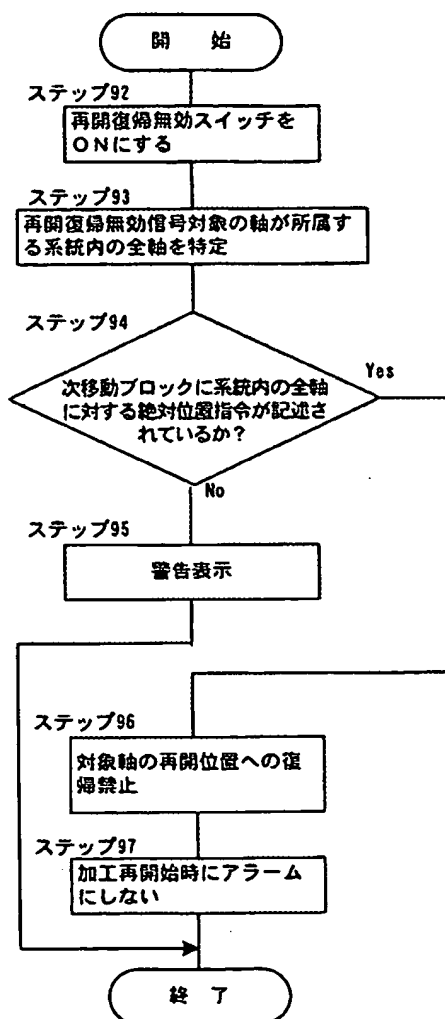 開 始
ステップ92
再開復帰無効スイッチを
ONにする
ステップ93
再開復帰無効信号対象の軸が所属す
る系統内の全軸を特定
ステップ94
次移動ブロックに系統内の全軸
に対する絶対位置指令が記述さ
れているか？
Yes
No
ステップ95
警告表示
ステップ96
対象軸の再開位置への復
帰禁止
ステップ97
加工再開始時にアラーム
にしない
終 了